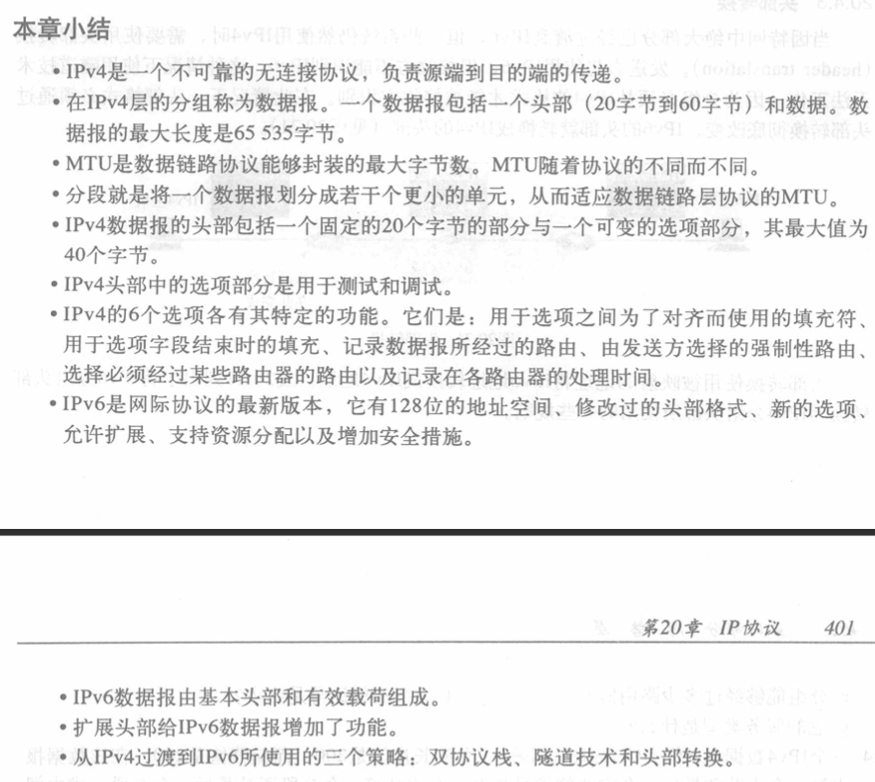 本章小结
• IPv4是一个不可靠的无连接协议，负责源端到目的端的传递。
• 在IPv4层的分组称为数据报。一个数据报包括一个头部（20字节到60字节）和数据。数
据报的最大长度是65 535字节。
• MTU是数据链路协议能够封装的最大字节数。MTU随着协议的不同而不同。
• 分段就是将一个数据报划分成若干个更小的单元，从而适应数据链路层协议的MTU。
• IPv4数据报的头部包括一个固定的20个字节的部分与一个可变的选项部分，其最大值为
40个字节。
• IPv4头部中的选项部分是用于测试和调试。
• IPv4的6个选项各有其特定的功能。它们是：用于选项之间为了对齐而使用的填充符、
用于选项字段结束时的填充、记录数据报所经过的路由、由发送方选择的强制性路由、
选择必须经过某些路由器的路由以及记录在各路由器的处理时间。
• IPv6是网际协议的最新版本，它有128位的地址空间、修改过的头部格式、新的选项、
允许扩展、支持资源分配以及增加安全措施。
第20章 IP协议 401
• IPv6数据报由基本头部和有效载荷组成。
• 扩展头部给IPv6数据报增加了功能。
• 从IPv4过渡到IPv6所使用的三个策略：双协议栈、隧道技术和头部转换。